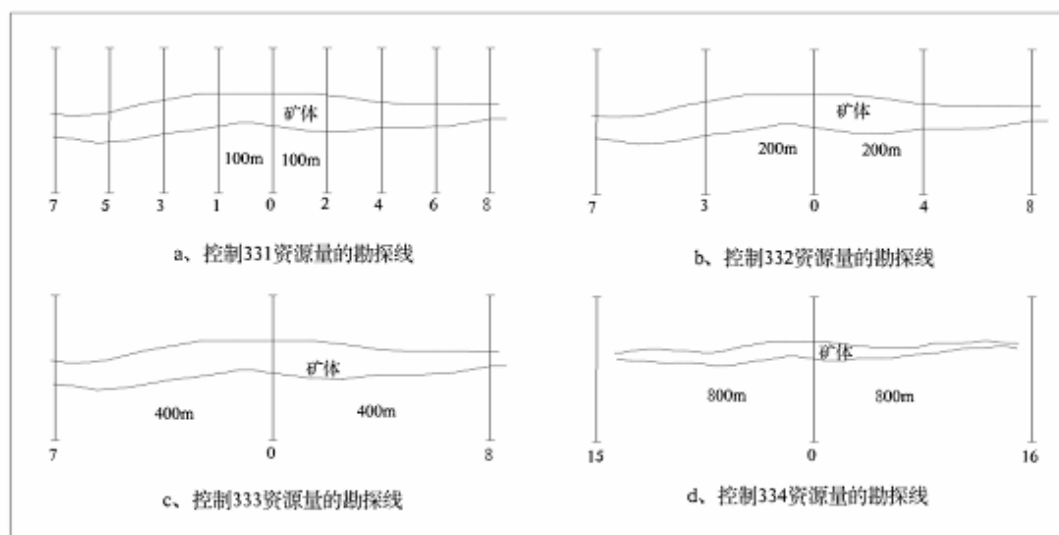 矿体
100m 100m
7 5 3 1 0 2 4 6 8
a、控制331资源量的勘探线
矿体
200m 200m
7 3 0 4 8
b、控制332资源量的勘探线
矿体
400m 400m
7 0 8
c、控制333资源量的勘探线
矿体
800m 800m
15 0 16
d、控制334资源量的勘探线